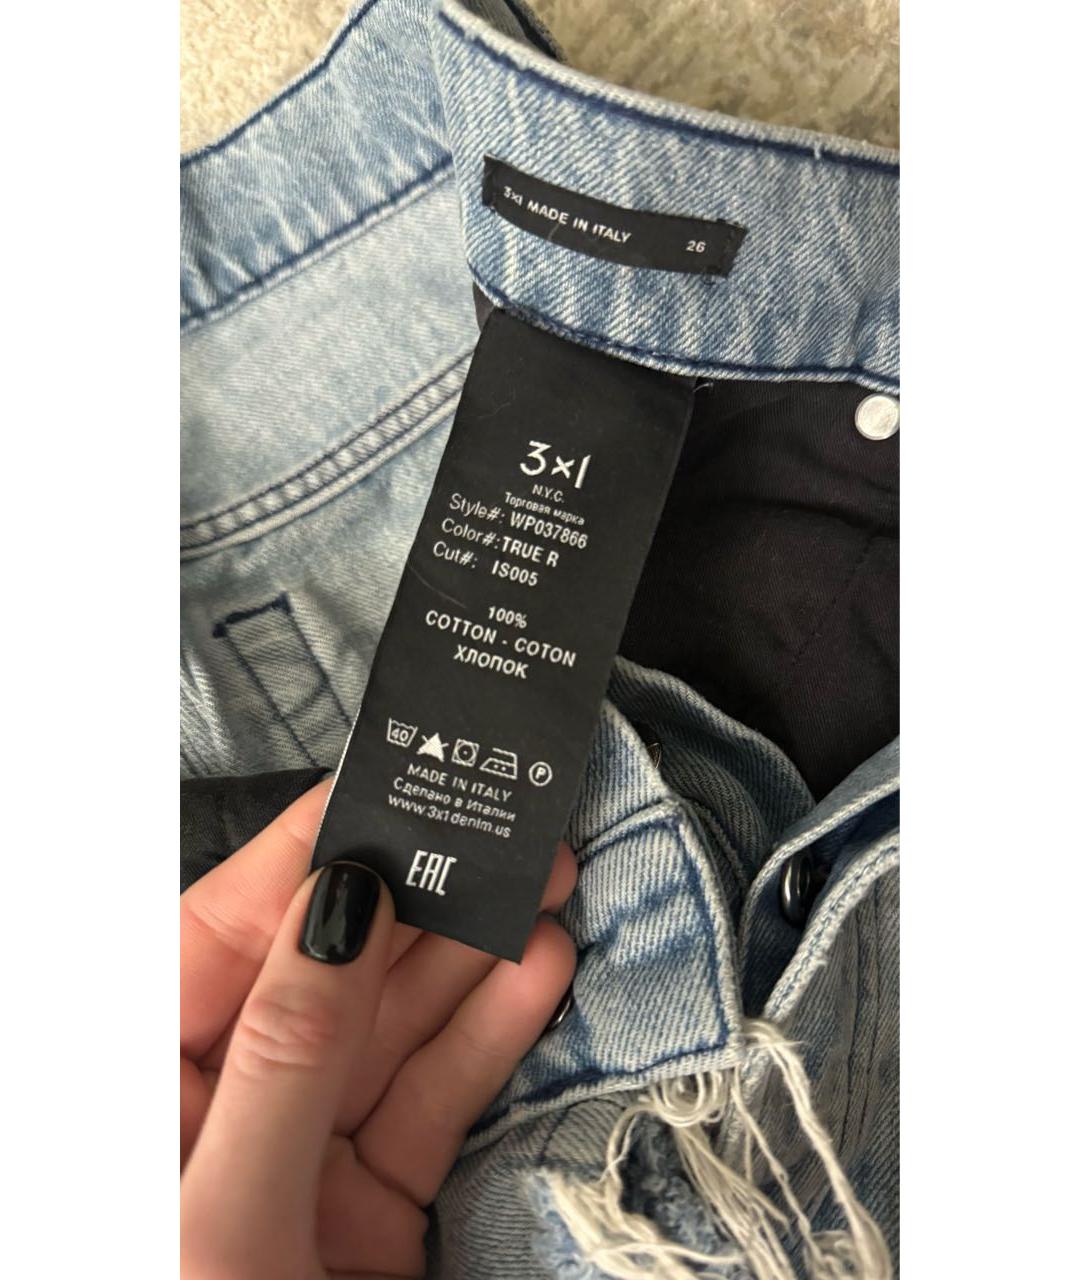 3x1 MADE IN ITALY 26
3x1
N.Y.C.
Торговая марка
Style#: WP037866
Color#: TRUE R
Cut#: IS005
100%
COTTON - COTON
ХЛОПОК
40 P
MADE IN ITALY
Сделано в Италии
www.3x1denim.us
EAC